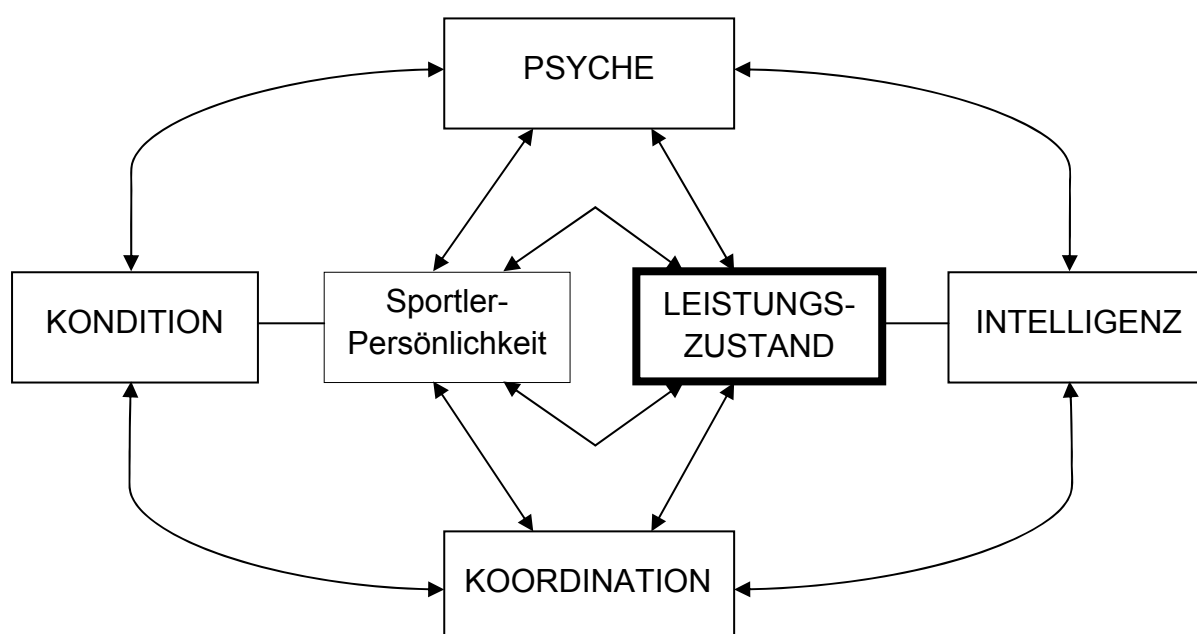 PSYCHE
KONDITION
Sportler-
Persönlichkeit
LEISTUNGS-
ZUSTAND
INTELLIGENZ
KOORDINATION